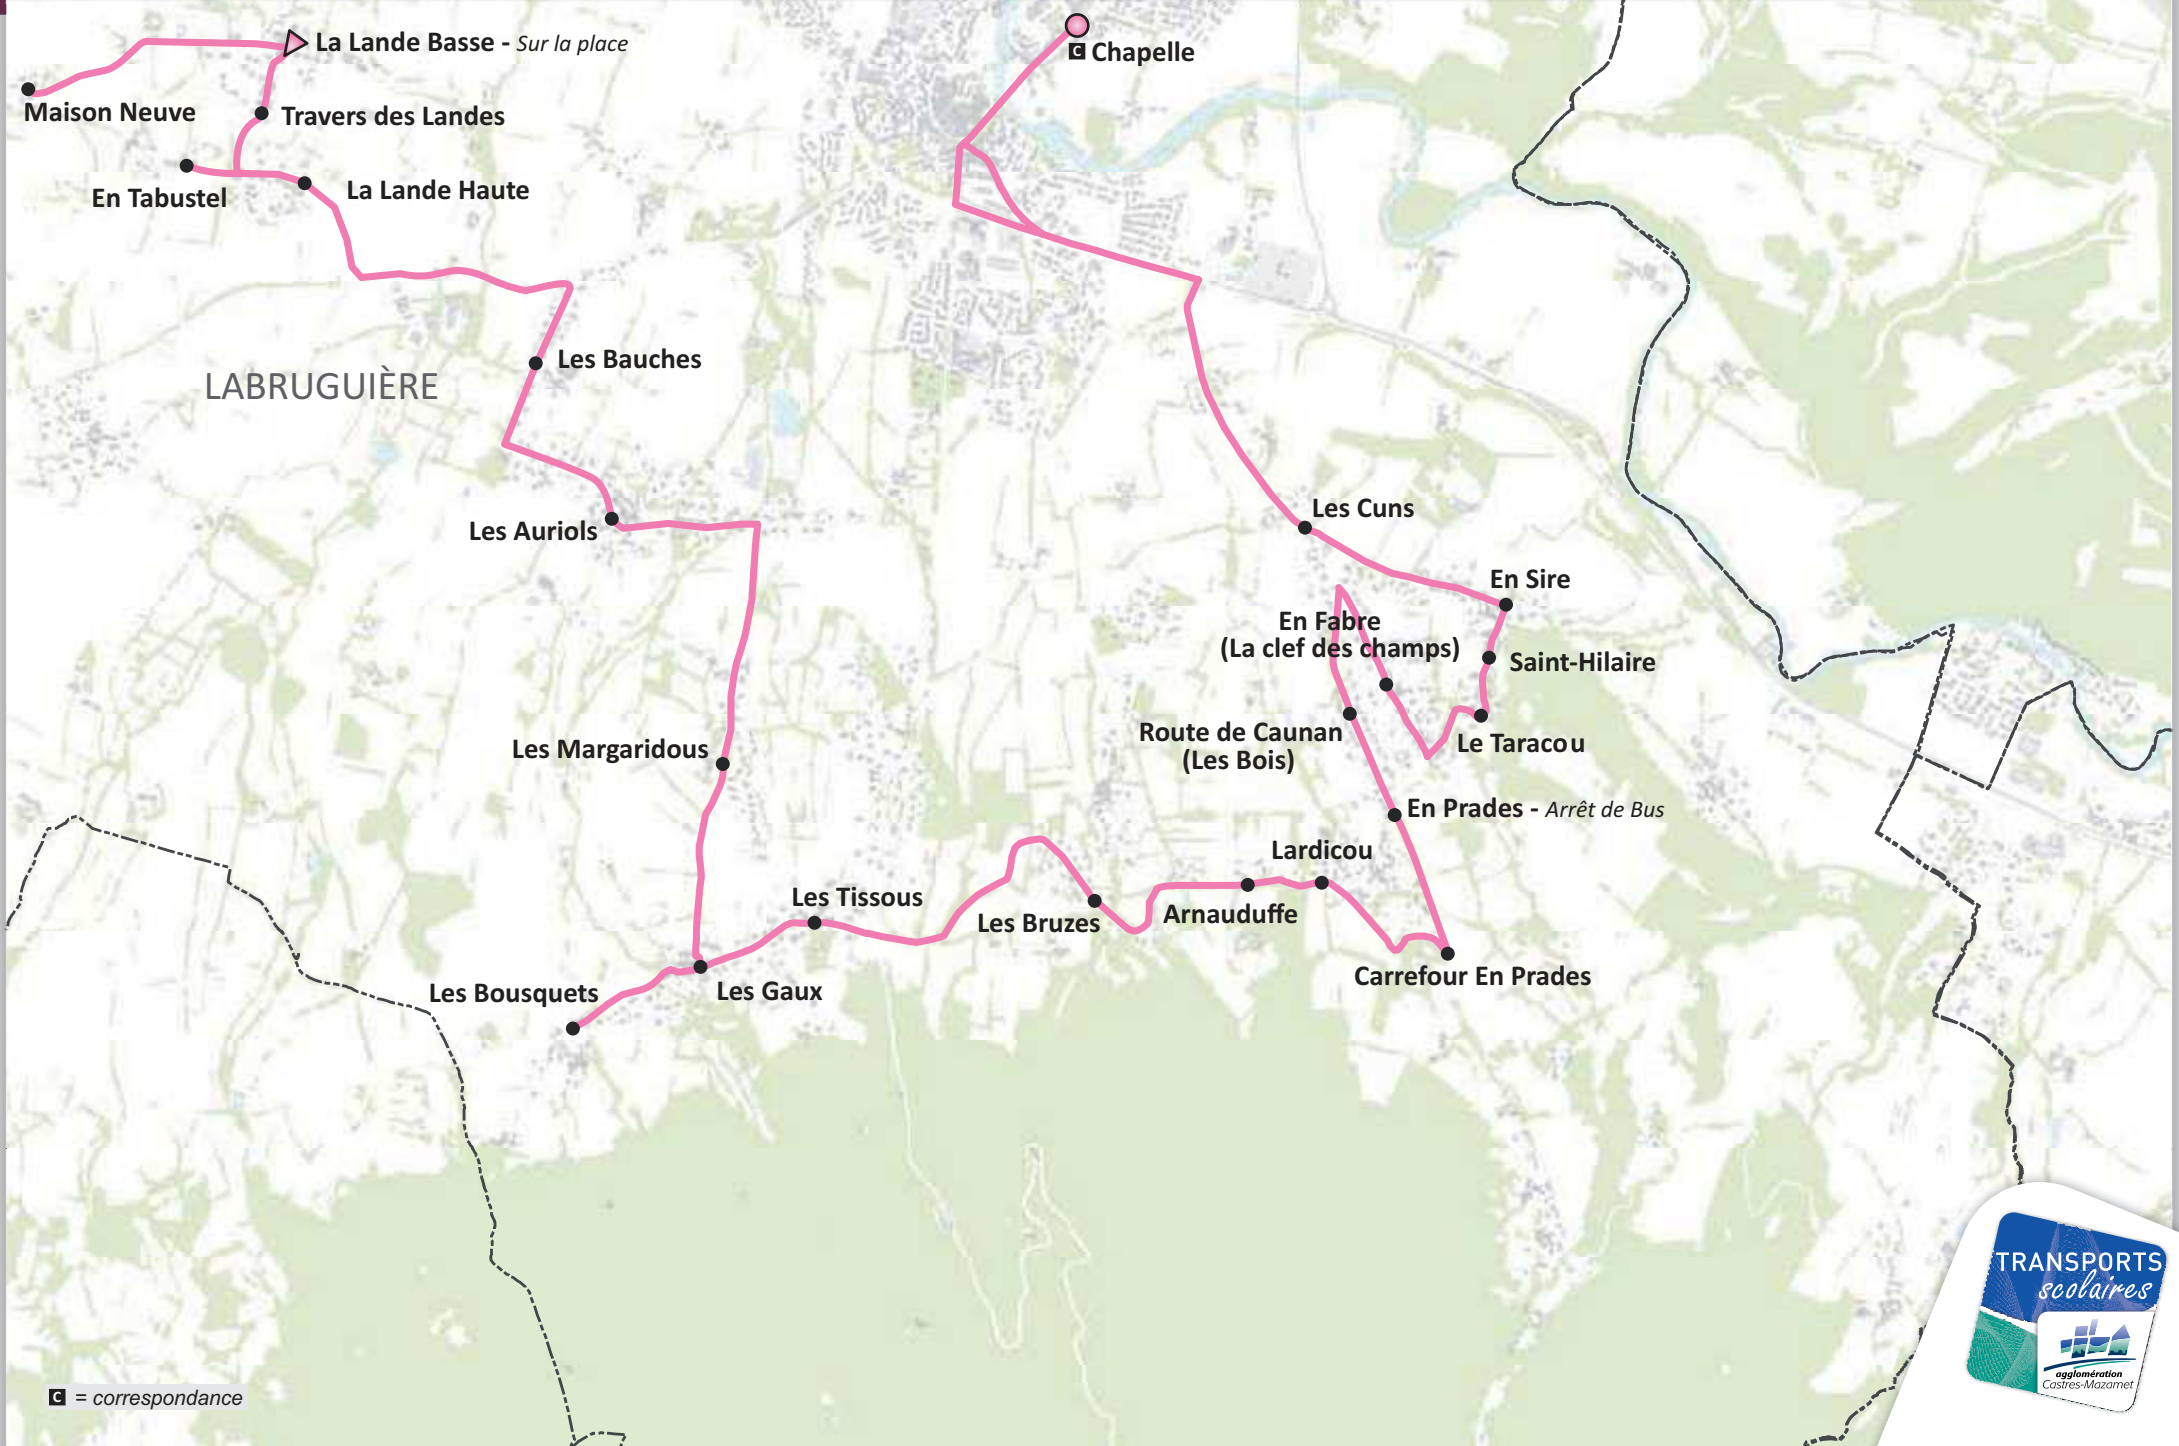 La Lande Basse - Sur la place
C Chapelle
Maison Neuve
Travers des Landes
En Tabustel
La Lande Haute
Les Bauches
LABRUGUIÈRE
Les Auriols
Les Cuns
En Sire
En Fabre
(La clef des champs)
Saint-Hilaire
Route de Caunan
(Les Bois)
Le Taracou
Les Margaridous
En Prades - Arrêt de Bus
Lardicou
Les Tissous
Les Bruzes
Arnauduffe
Carrefour En Prades
Les Bousquets
Les Gaux
TRANSPORTS
scolaires
agglomération
Castres-Mazamet
C = correspondance